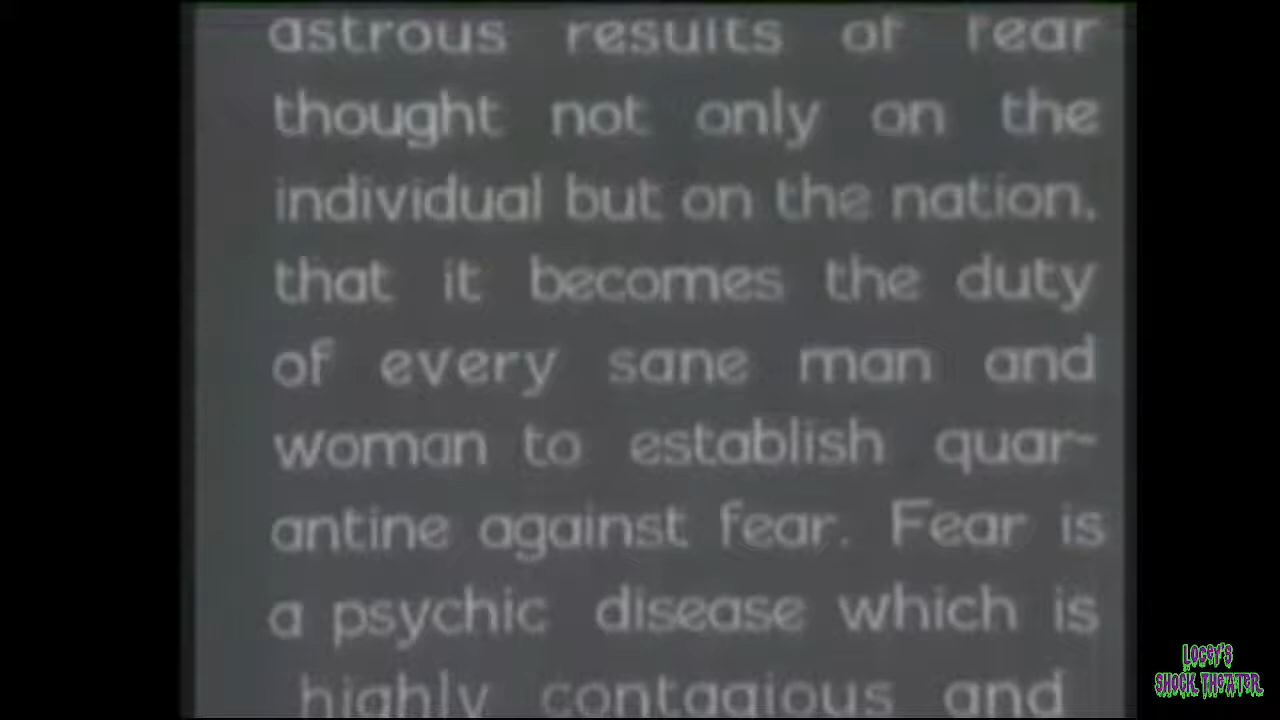 astrous results of fear
thought not only on the
individual but on the nation,
that it becomes the duty
of every sane man and
woman to establish quar-
antine against fear. Fear is
a psychic disease which is
highly contagious and
LOCEY'S
SHOCK THEATER